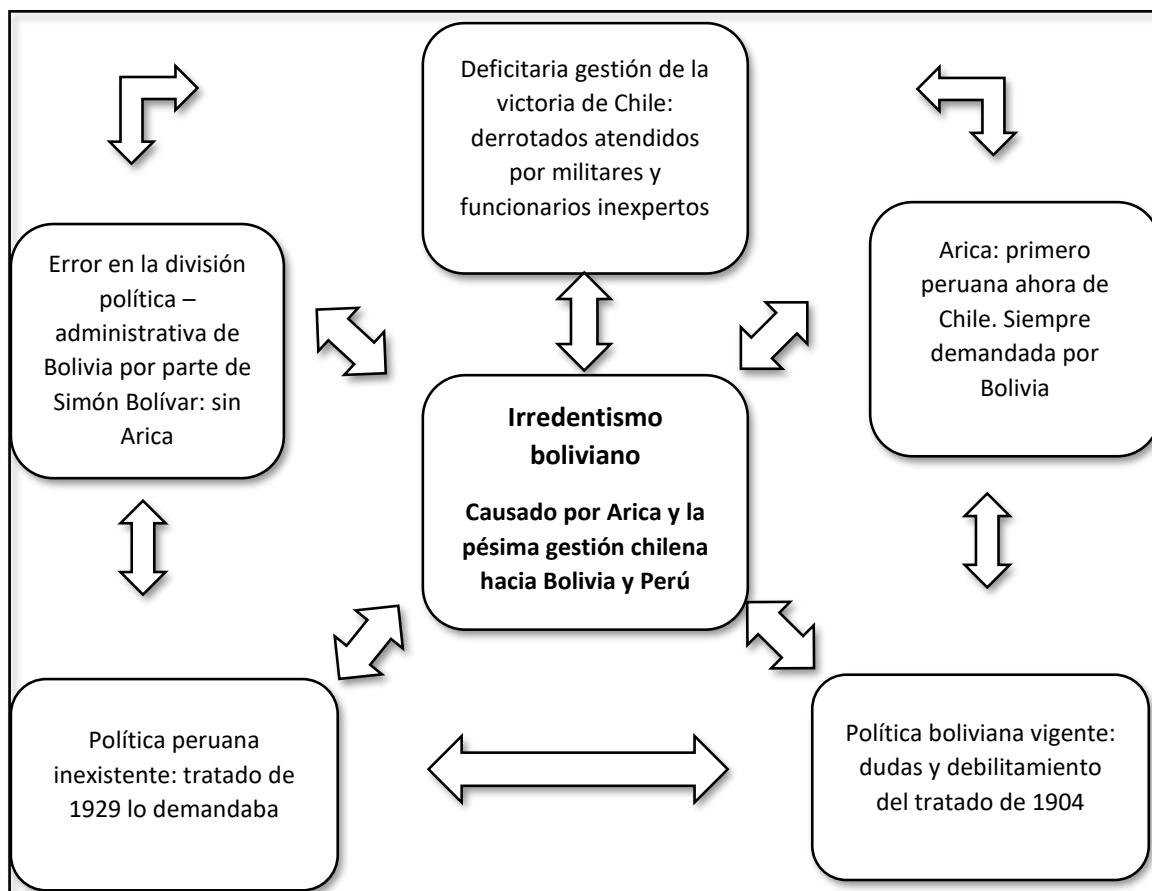 Deficitaria gestión de la
victoria de Chile:
derrotados atendidos
por militares y
funcionarios inexpertos
Error en la división
política –
administrativa de
Bolivia por parte de
Simón Bolívar: sin
Arica
Arica: primero
peruana ahora de
Chile. Siempre
demandada por
Bolivia
Irredentismo
boliviano
Causado por Arica y la
pésima gestión chilena
hacia Bolivia y Perú
Política peruana
inexistente: tratado de
1929 lo demandaba
Política boliviana vigente:
dudas y debilitamiento
del tratado de 1904